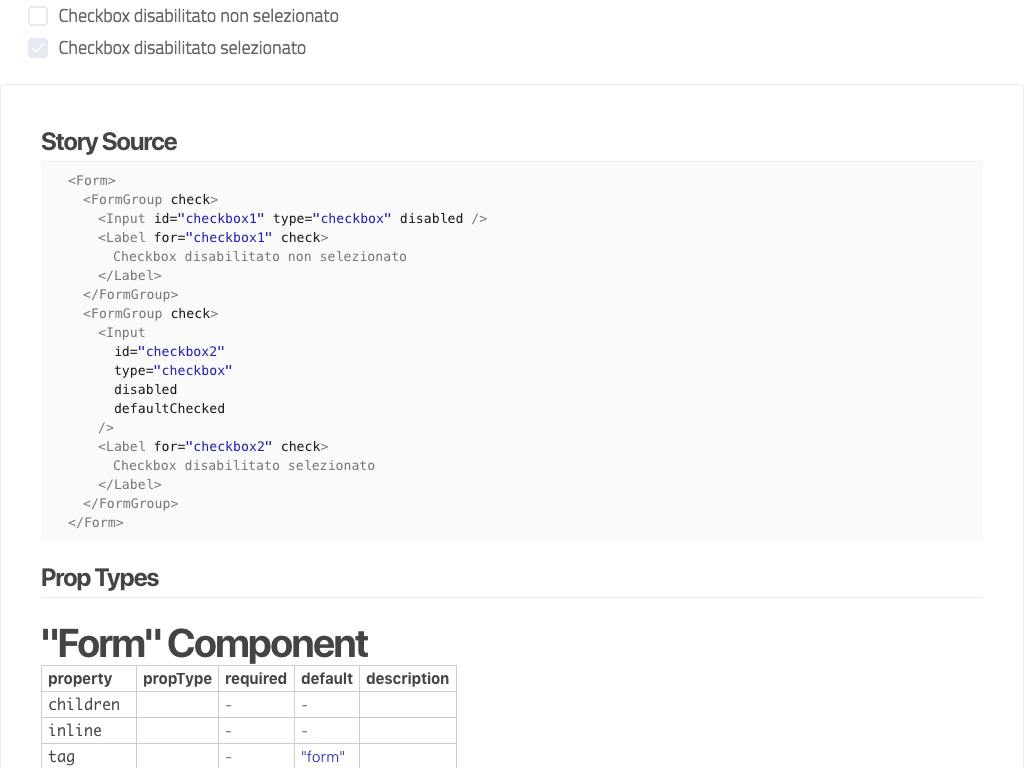 Checkbox disabilitato non selezionato
Checkbox disabilitato selezionato
Story Source
<Form>
<FormGroup check>
<Input id="checkbox1" type="checkbox" disabled />
<Label for="checkbox1" check>
Checkbox disabilitato non selezionato
</Label>
</FormGroup>
<FormGroup check>
<Input
id="checkbox2"
type="checkbox"
disabled
defaultChecked
/>
<Label for="checkbox2" check>
Checkbox disabilitato selezionato
</Label>
</FormGroup>
</Form>
Prop Types
"Form" Component
property propType required default description
children - -
inline - -
tag - "form"